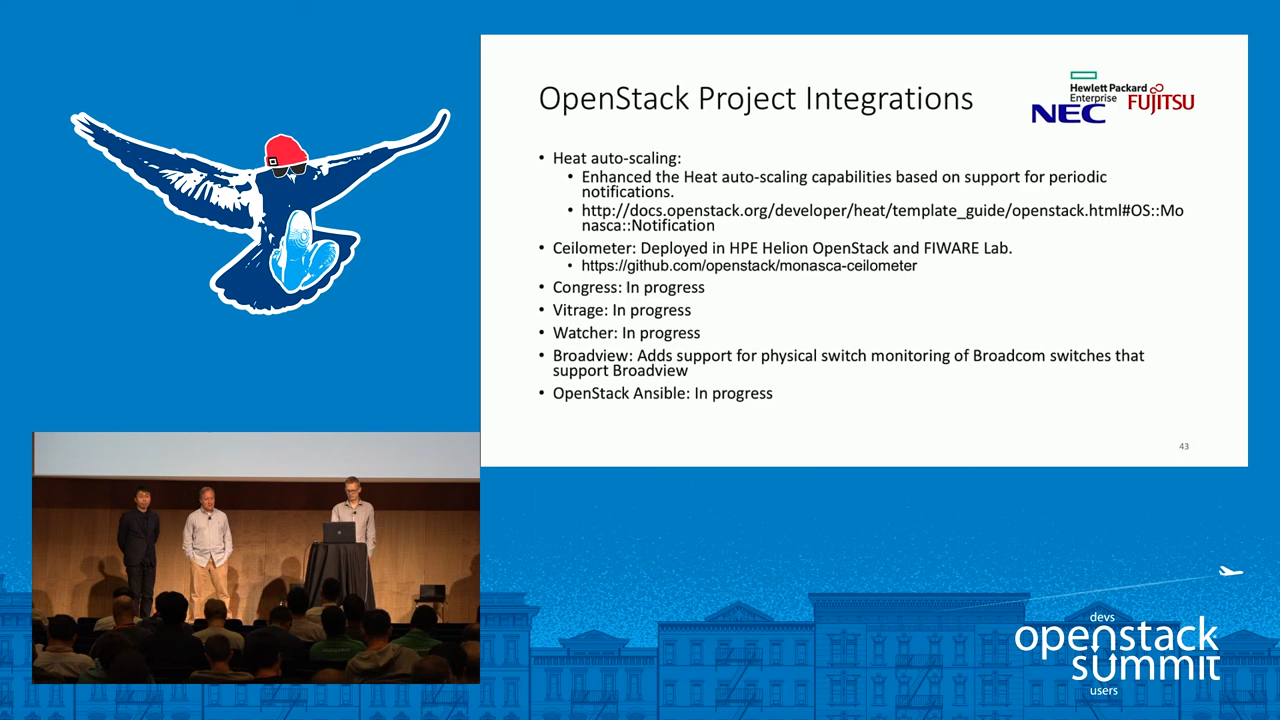 OpenStack Project Integrations
Hewlett Packard
Enterprise
NEC
FUJITSU
• Heat auto-scaling:
• Enhanced the Heat auto-scaling capabilities based on support for periodic
notifications.
• http://docs.openstack.org/developer/heat/template_guide/openstack.html#OS::Mo
nasca::Notification
• Ceilometer: Deployed in HPE Helion OpenStack and FIWARE Lab.
• https://github.com/openstack/monasca-ceilometer
• Congress: In progress
• Vitrage: In progress
• Watcher: In progress
• Broadview: Adds support for physical switch monitoring of Broadcom switches that
support Broadview
• OpenStack Ansible: In progress
43
devs
openstack
summit
users